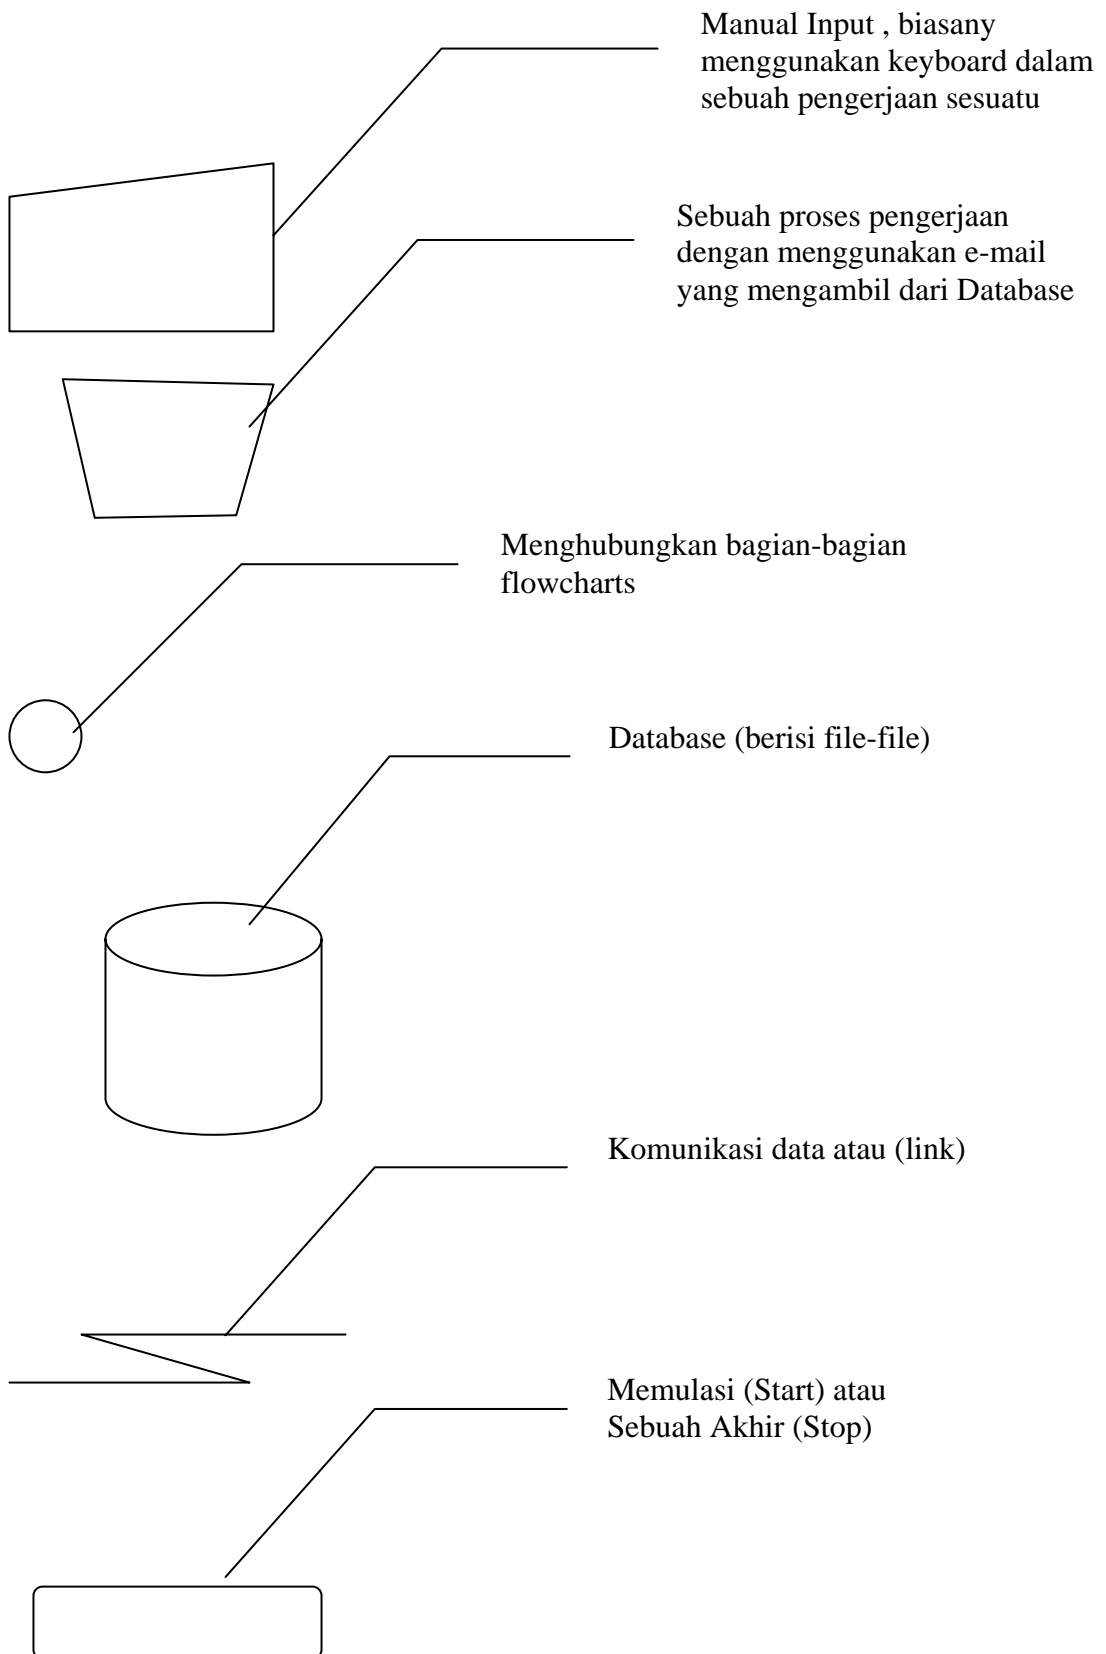 Manual Input , biasany
menggunakan keyboard dalam
sebuah pengerjaan sesuatu
Sebuah proses pengerjaan
dengan menggunakan e-mail
yang mengambil dari Database
Menghubungkan bagian-bagian
flowcharts
Database (berisi file-file)
Komunikasi data atau (link)
Memulasi (Start) atau
Sebuah Akhir (Stop)